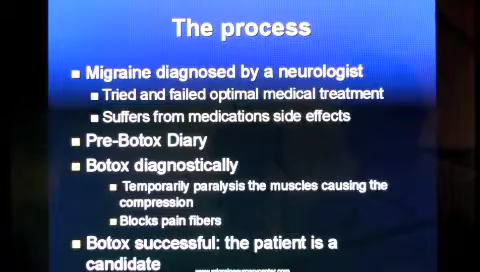 The process
Migraine diagnosed by a neurologist
Tried and failed optimal medical treatment
Suffers from medications side effects
Pre-Botox Diary
Botox diagnostically
Temporarily paralysis the muscles causing the
compression
Blocks pain fibers
Botox successful: the patient is a
candidate